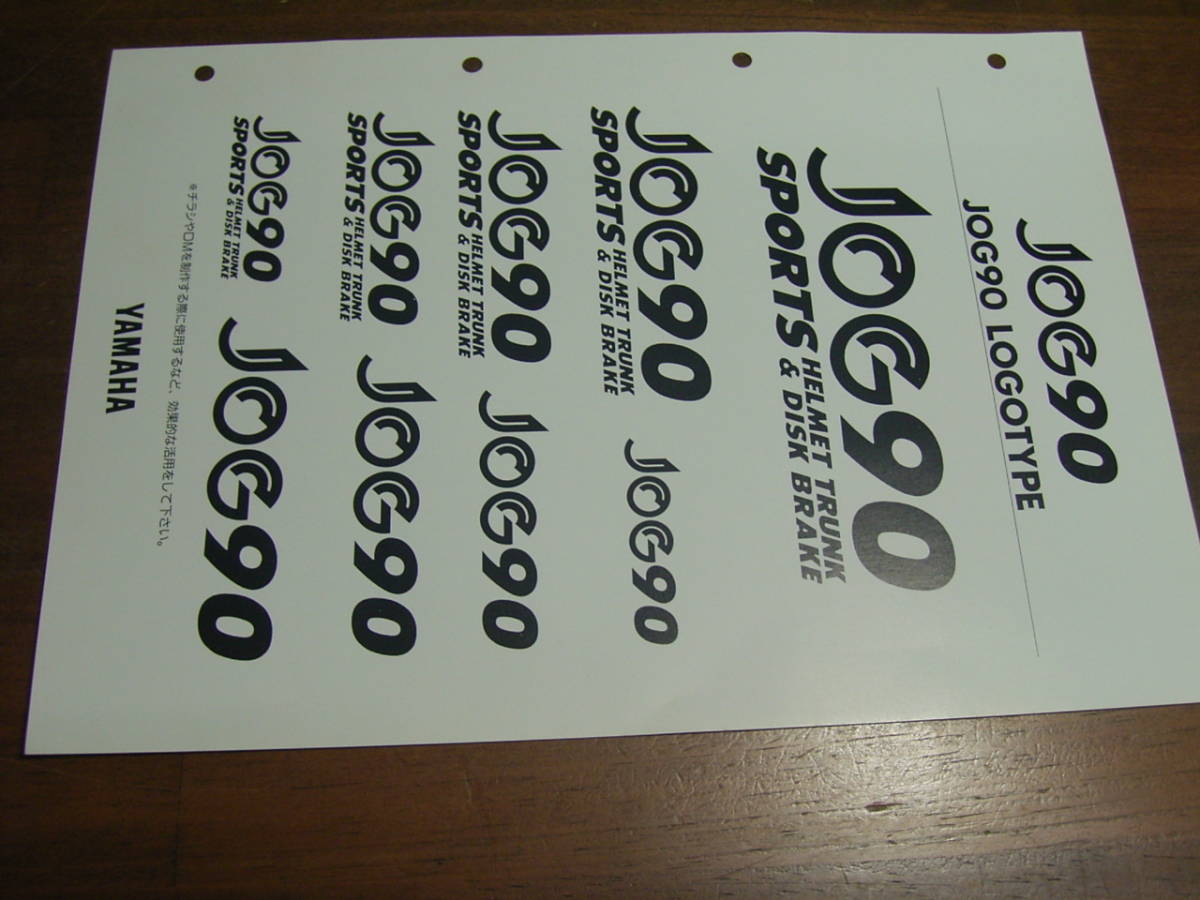 JOG90
JOG90 LOGOTYPE
JOG90
SPORTS HELMET TRUNK & DISK BRAKE
JOG90
SPORTS HELMET TRUNK & DISK BRAKE
JOG90
JOG90
SPORTS HELMET TRUNK & DISK BRAKE
JOG90
JOG90
SPORTS HELMET TRUNK & DISK BRAKE
JOG90
JOG90
SPORTS HELMET TRUNK & DISK BRAKE
JOG90
※チラシやDMを制作する際に使用するなど、効果的な活用をして下さい。
YAMAHA